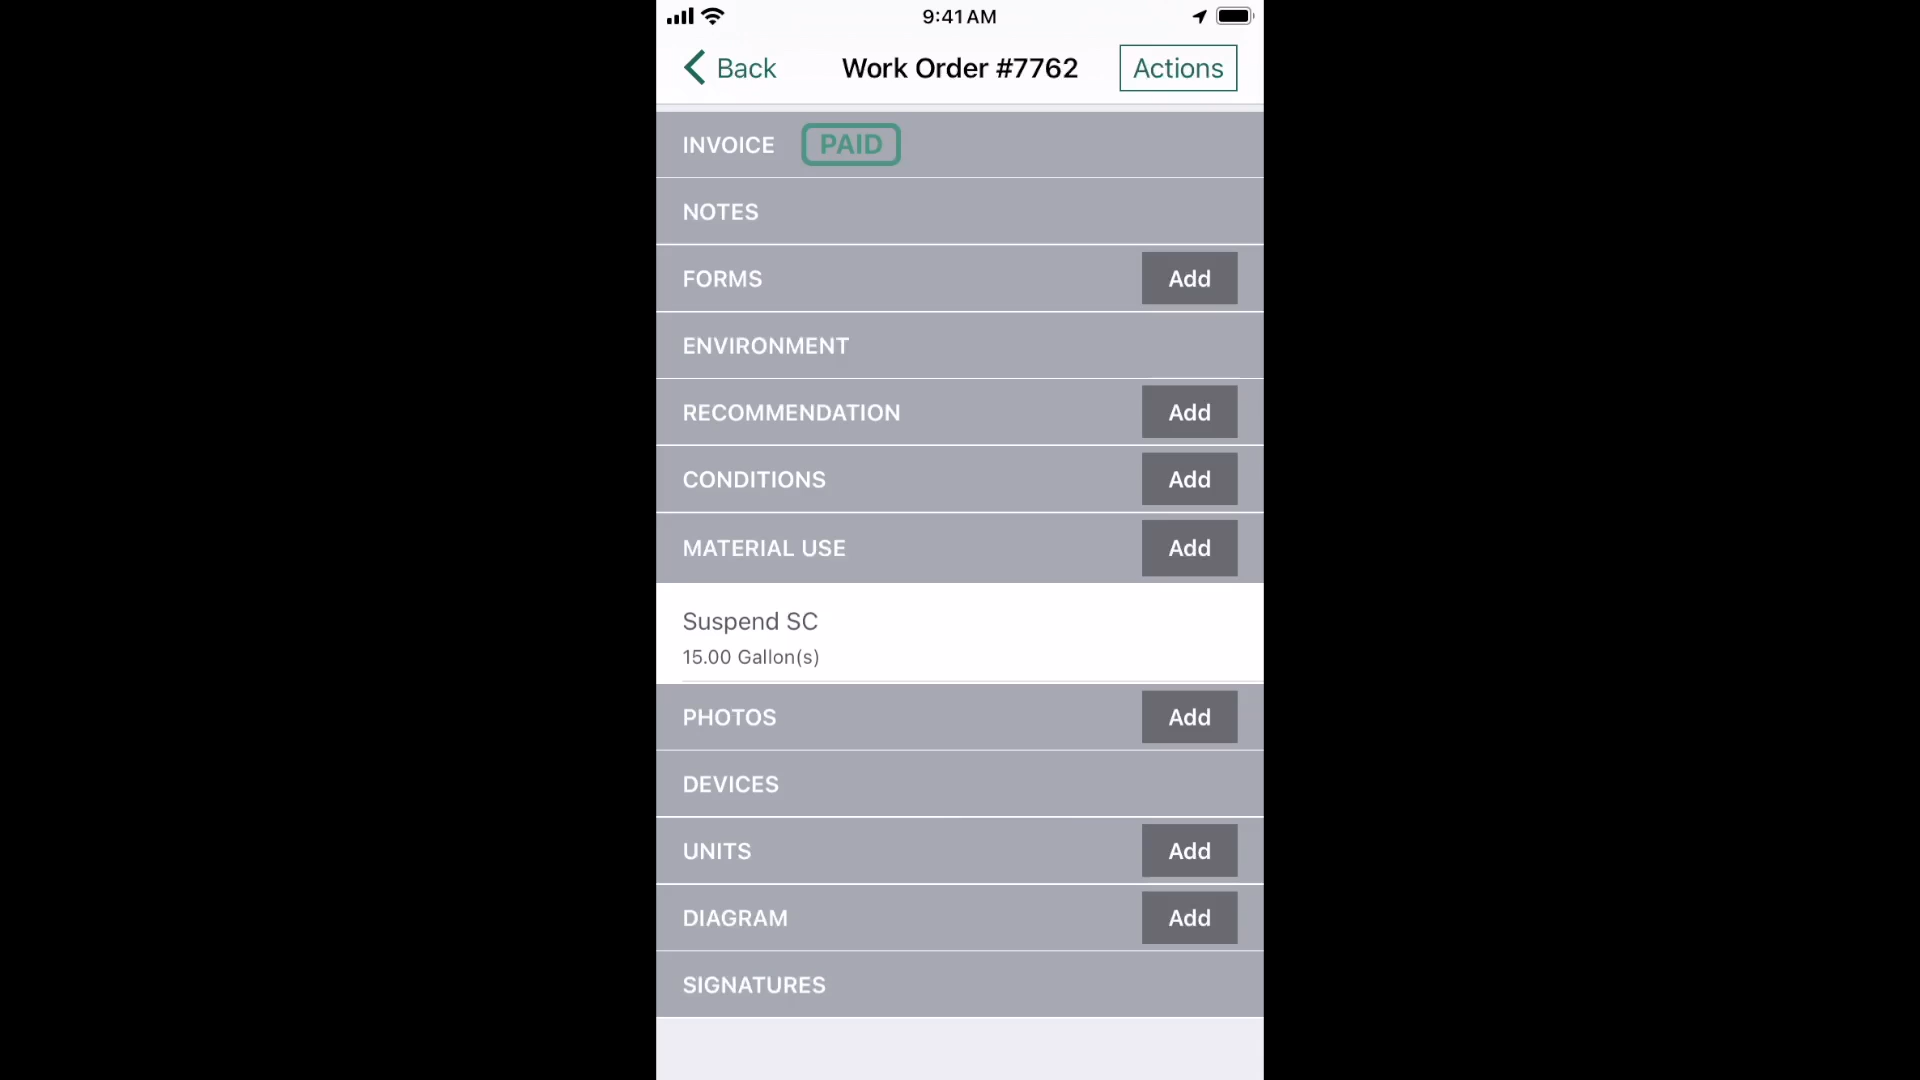 9:41 AM
Back
Work Order #7762
Actions
INVOICE
PAID
NOTES
FORMS
Add
ENVIRONMENT
RECOMMENDATION
Add
CONDITIONS
Add
MATERIAL USE
Add
Suspend SC
15.00 Gallon(s)
PHOTOS
Add
DEVICES
UNITS
Add
DIAGRAM
Add
SIGNATURES